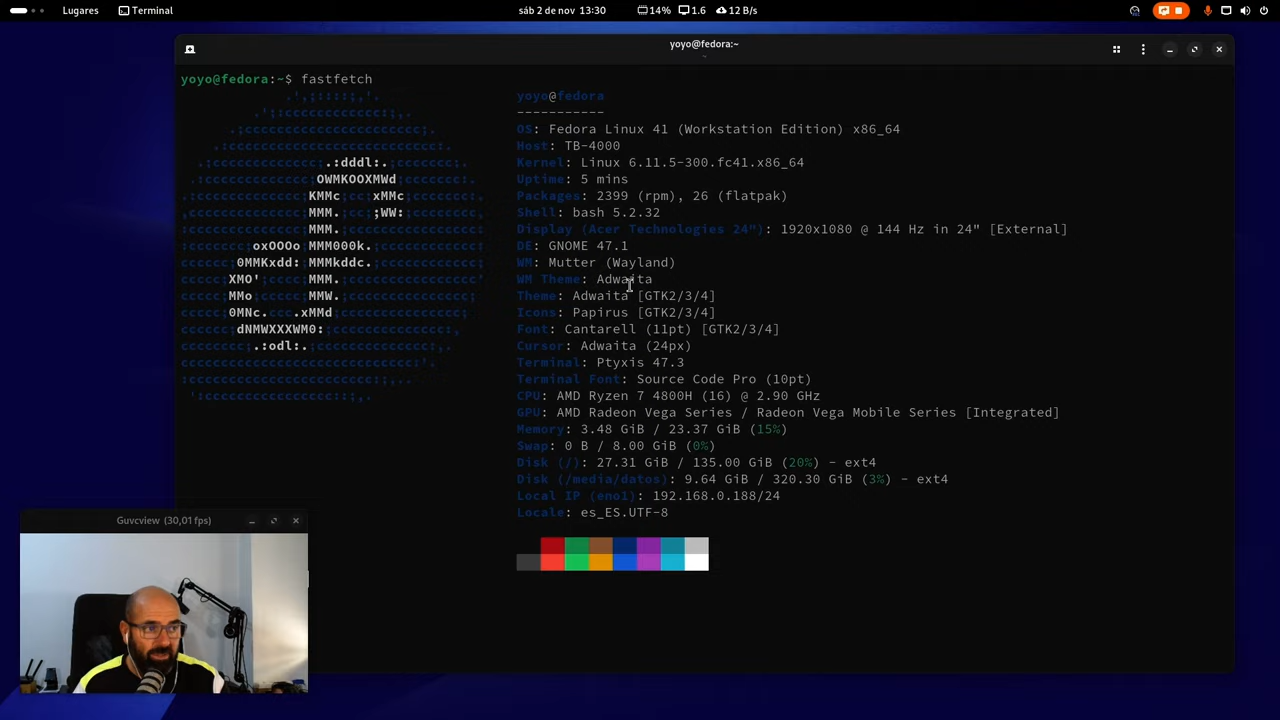 Lugares
Terminal
sáb 2 de nov 13:30
14%
1.6
12 B/s
yoyo@fedora:~
~
yoyo@fedora:~$ fastfetch
yoyo@fedora
-----------
OS: Fedora Linux 41 (Workstation Edition) x86_64
Host: TB-4000
Kernel: Linux 6.11.5-300.fc41.x86_64
Uptime: 5 mins
Packages: 2399 (rpm), 26 (flatpak)
Shell: bash 5.2.32
Display (Acer Technologies 24"): 1920x1080 @ 144 Hz in 24" [External]
DE: GNOME 47.1
WM: Mutter (Wayland)
WM Theme: Adwaita
Theme: Adwaita [GTK2/3/4]
Icons: Papirus [GTK2/3/4]
Font: Cantarell (11pt) [GTK2/3/4]
Cursor: Adwaita (24px)
Terminal: Ptyxis 47.3
Terminal Font: Source Code Pro (10pt)
CPU: AMD Ryzen 7 4800H (16) @ 2.90 GHz
GPU: AMD Radeon Vega Series / Radeon Vega Mobile Series [Integrated]
Memory: 3.48 GiB / 23.37 GiB (15%)
Swap: 0 B / 8.00 GiB (0%)
Disk (/): 27.31 GiB / 135.00 GiB (20%) - ext4
Disk (/media/datos): 9.64 GiB / 320.30 GiB (3%) - ext4
Local IP (eno1): 192.168.0.188/24
Locale: es_ES.UTF-8
Guvcview (30,01 fps)